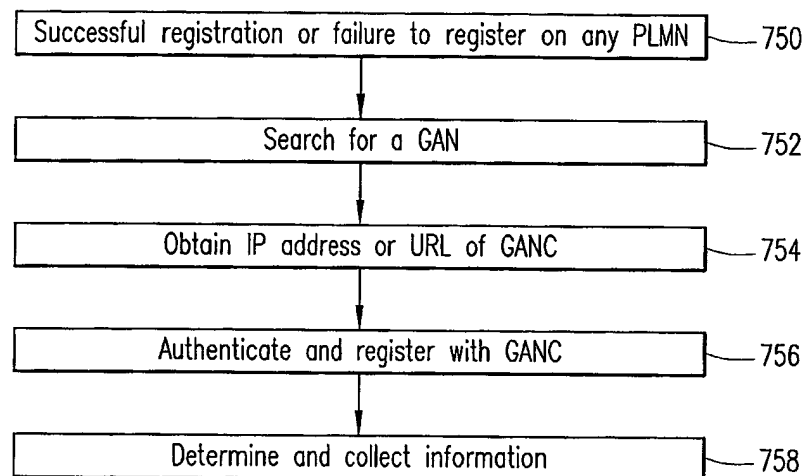 Successful registration or failure to register on any PLMN 750
Search for a GAN 752
Obtain IP address or URL of GANC 754
Authenticate and register with GANC 756
Determine and collect information 758